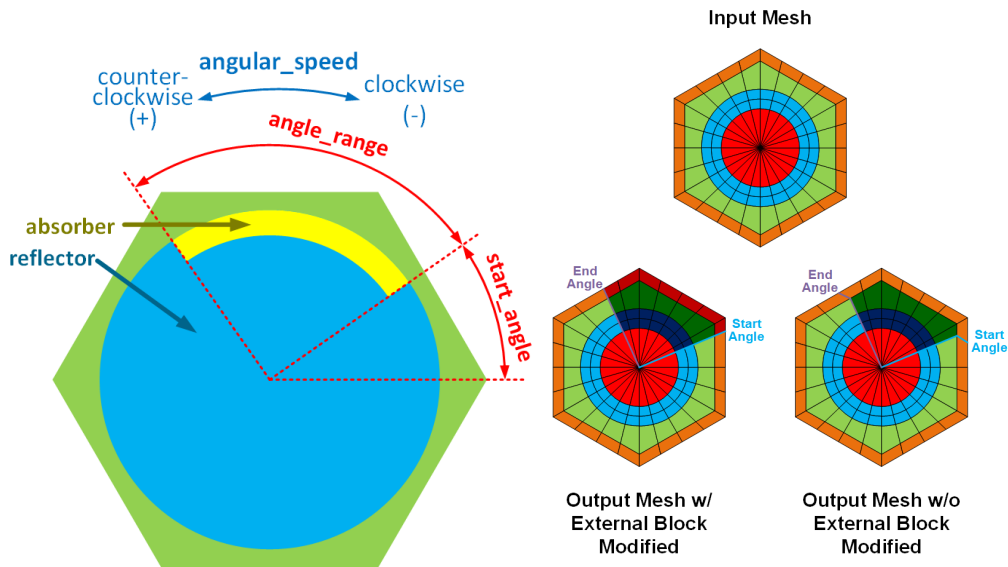 angular_speed
counter-
clockwise
(+)
clockwise
(-)
angle_range
absorber
reflector
start_angle
Input Mesh
End
Angle
Start
Angle
End
Angle
Start
Angle
Output Mesh w/
External Block
Modified
Output Mesh w/o
External Block
Modified